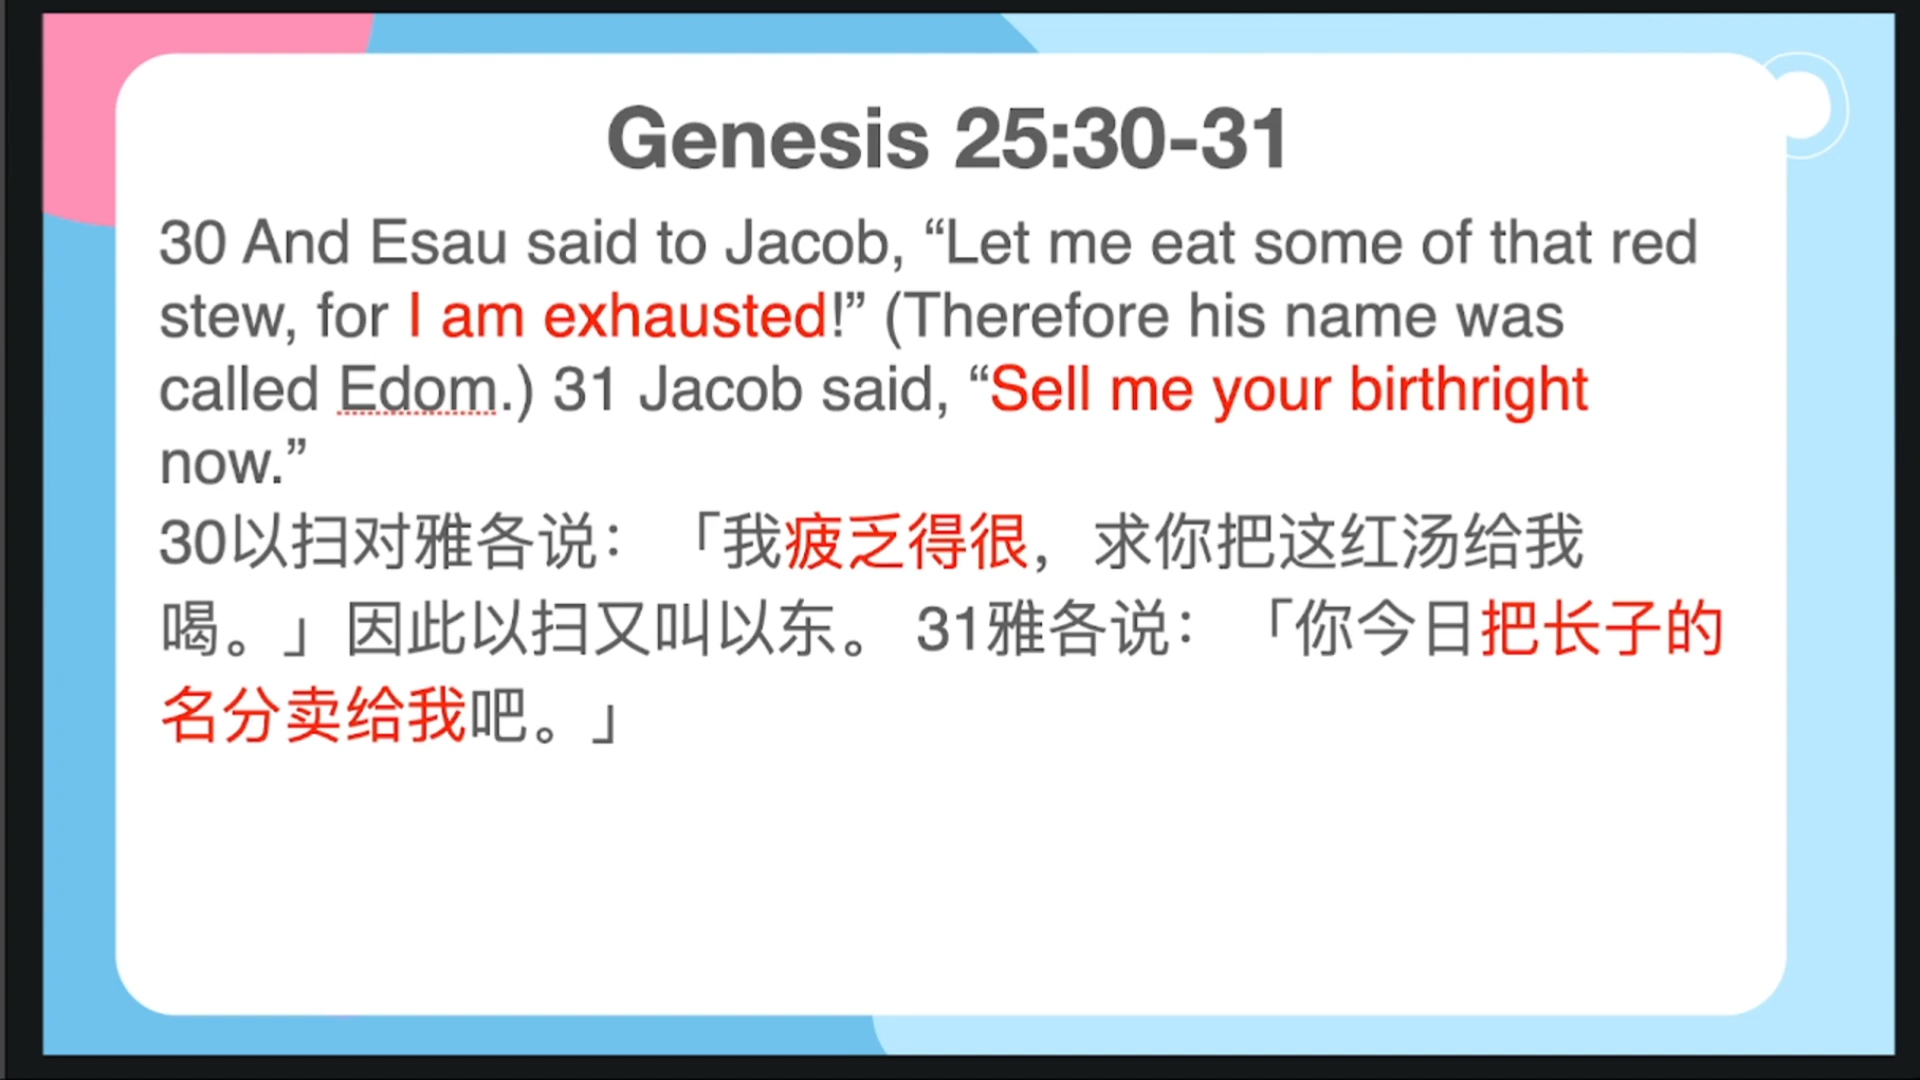 Genesis 25:30-31
30 And Esau said to Jacob, “Let me eat some of that red
stew, for I am exhausted!” (Therefore his name was
called Edom.) 31 Jacob said, “Sell me your birthright
now.”
30以扫对雅各说：「我疲乏得很，求你把这红汤给我
喝。」因此以扫又叫以东。 31雅各说：「你今日把长子的
名分卖给我吧。」